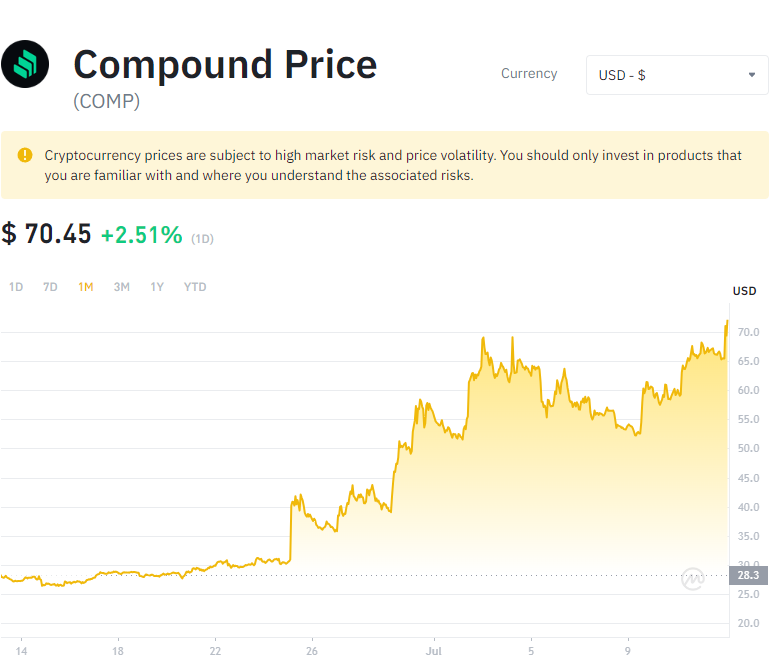 Compound Price
(COMP)
Currency
USD - $
Cryptocurrency prices are subject to high market risk and price volatility. You should only invest in products that
you are familiar with and where you understand the associated risks.
$ 70.45 +2.51% (1D)
1D 7D 1M 3M 1Y YTD
USD
70.0
65.0
60.0
55.0
50.0
45.0
40.0
35.0
30.0
28.3
25.0
20.0
14 18 22 26 Jul 5 9